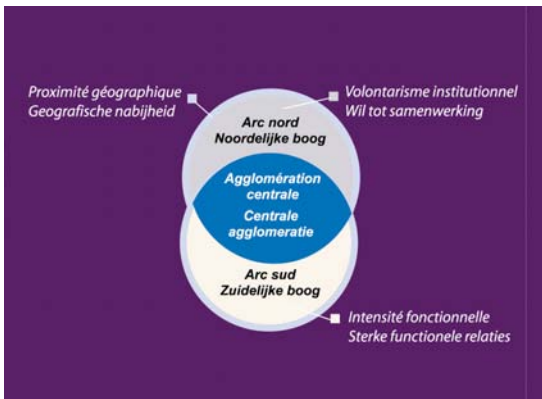 Proximité géographique
Geografische nabijheid
Volontarisme institutionnel
Wil tot samenwerking
Arc nord
Noordelijke boog
Agglomération
centrale
Centrale
agglomeratie
Arc sud
Zuidelijke boog
Intensité fonctionnelle
Sterke functionele relaties